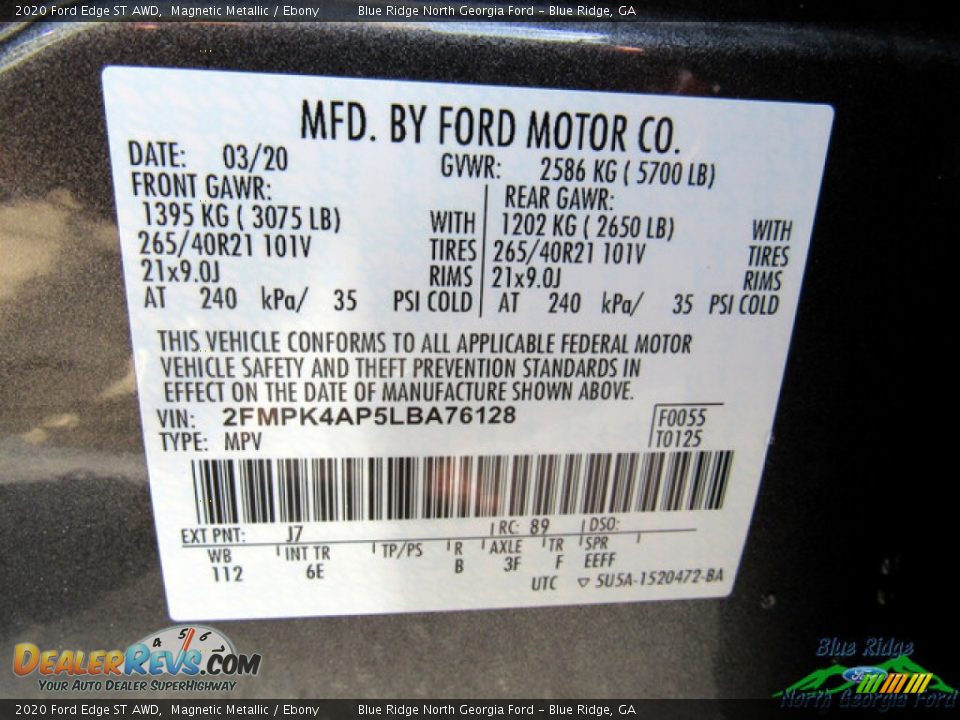 2020 Ford Edge ST AWD, Magnetic Metallic / Ebony Blue Ridge North Georgia Ford - Blue Ridge, GA
MFD. BY FORD MOTOR CO.
DATE: 03/20 GVWR: 2586 KG ( 5700 LB)
FRONT GAWR: REAR GAWR:
1395 KG ( 3075 LB) WITH 1202 KG ( 2650 LB) WITH
265/40R21 101V TIRES 265/40R21 101V TIRES
21x9.0J RIMS 21x9.0J RIMS
AT 240 kPa/ 35 PSI COLD AT 240 kPa/ 35 PSI COLD
THIS VEHICLE CONFORMS TO ALL APPLICABLE FEDERAL MOTOR
VEHICLE SAFETY AND THEFT PREVENTION STANDARDS IN
EFFECT ON THE DATE OF MANUFACTURE SHOWN ABOVE.
VIN: 2FMPK4AP5LBA76128 F0055
TYPE: MPV T0125
EXT PNT: J7 RC: 89 DSO:
WB INT TR TP/PS R AXLE TR SPR
112 6E B 3F F EEFF
UTC 5U5A-1520472-BA
4 5 6
DEALERREVS.COM
YOUR AUTO DEALER SUPERHIGHWAY
Blue Ridge
Ford
North Georgia Ford
2020 Ford Edge ST AWD, Magnetic Metallic / Ebony Blue Ridge North Georgia Ford - Blue Ridge, GA